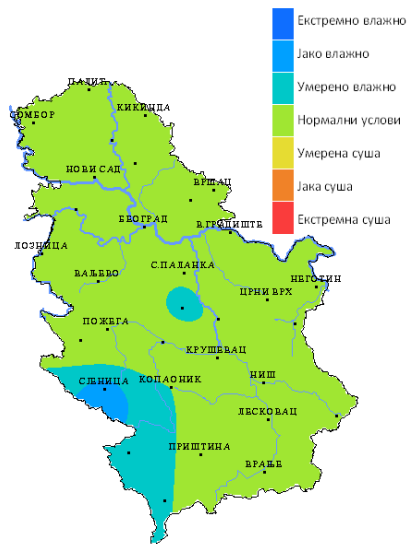 Екстремно влажно
Јако влажно
Умерено влажно
Нормални услови
Умерена суша
Јака суша
Екстремна суша
ПАЛИЋ
СОМБОР
КИКИНДА
НОВИ САД
ВРШАЦ
БЕОГРАД
В.ГРАДИШТЕ
ЛОЗНИЦА
ВАЉЕВО
С.ПАЛАНКА
НЕГОТИН
ЦРНИ ВРХ
ПОЖЕГА
КРУШЕВАЦ
СЈЕНИЦА
КОПАОНИК
НИШ
ЛЕСКОВАЦ
ПРИШТИНА
ВРАЊЕ